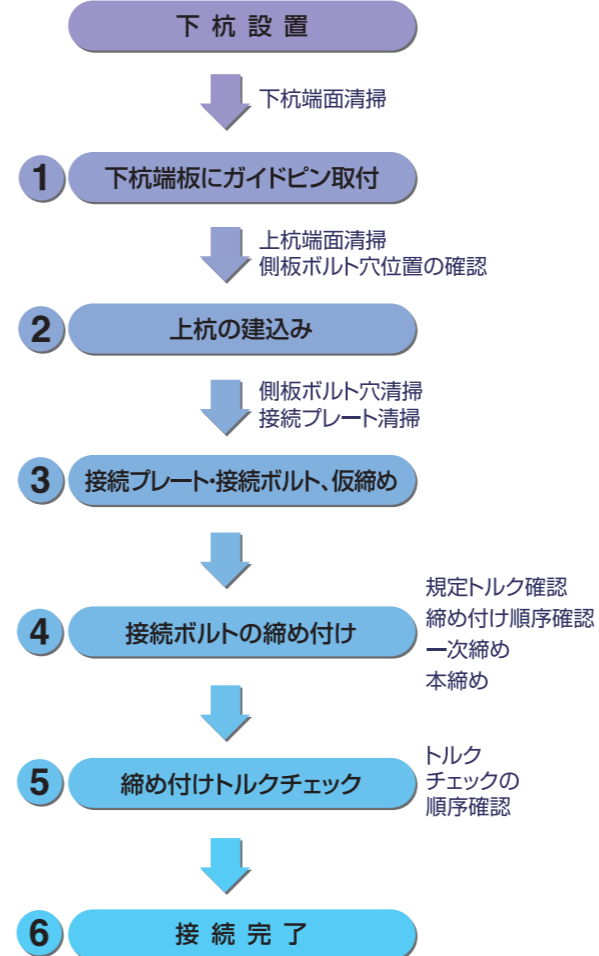 下杭設置
下杭端面清掃
1 下杭端板にガイドピン取付
上杭端面清掃
側板ボルト穴位置の確認
2 上杭の建込み
側板ボルト穴清掃
接続プレート清掃
3 接続プレート・接続ボルト、仮締め
4 接続ボルトの締め付け
規定トルク確認
締め付け順序確認
一次締め
本締め
5 締め付けトルクチェック
トルク
チェックの
順序確認
6 接続完了